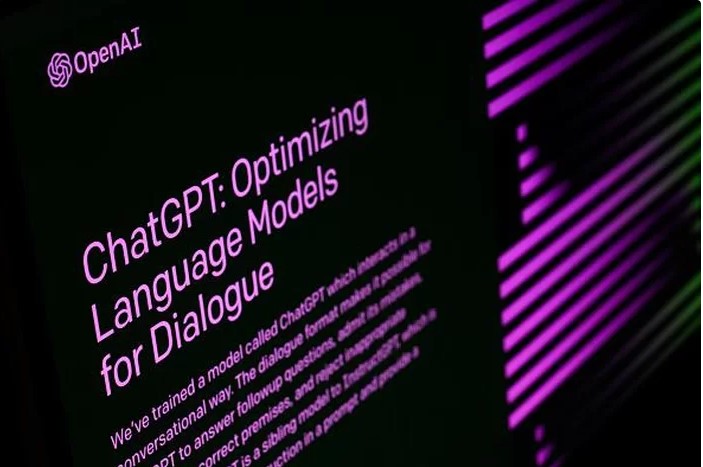 OpenAI
ChatGPT: Optimizing
Language Models
for Dialogue
We've trained a model called ChatGPT which interacts in a
conversational way. The dialogue format makes it possible for
GPT to answer followup questions, admit its mistakes,
correct premises, and reject inappropriate
is a sibling model to InstructGPT, which is
in a prompt and provide a